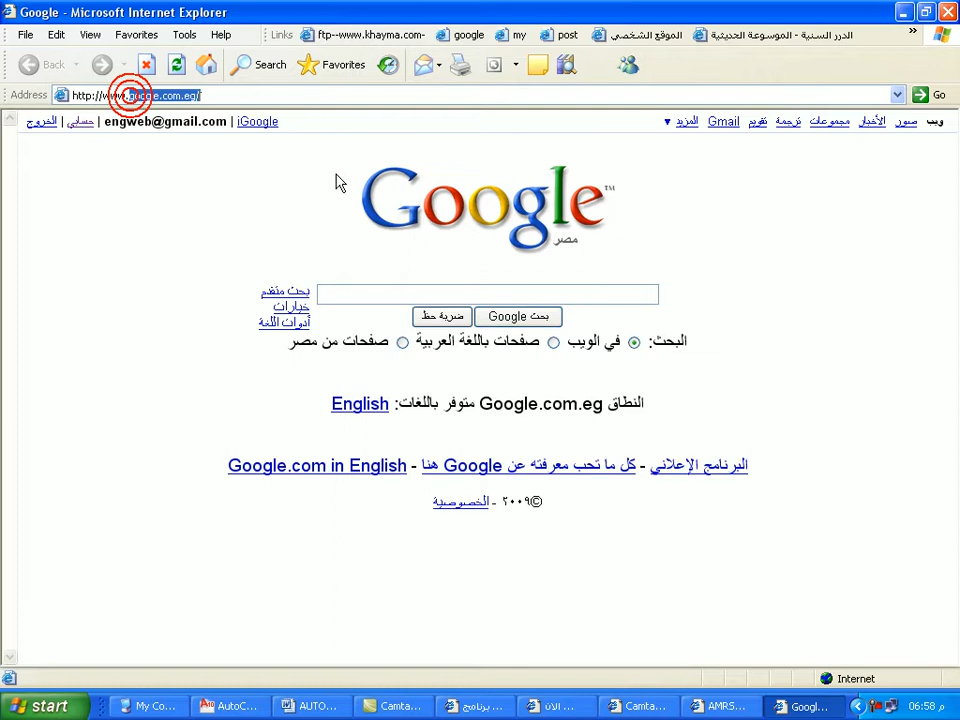 Google - Microsoft Internet Explorer
File Edit View Favorites Tools Help Links ftp--www.khayma.com- google my post الموقع الشخصي الدرر السنية - الموسوعة الحديثية »
Back Search Favorites
Address http://www.google.com.eg/ Go
الخروج | حسابي | engweb@gmail.com | iGoogle
ويب صور الأخبار مجموعات ترجمة تقويم Gmail المزيد ▼
Google™
مصر
بحث متقدم
خيارات
أدوات اللغة
بحث Google ضربة حظ
البحث: في الويب صفحات باللغة العربية صفحات من مصر
النطاق Google.com.eg متوفر باللغات: English
البرنامج الإعلاني - كل ما تحب معرفته عن Google هنا - Google.com in English
©٢٠٠٩ - الخصوصية
Internet
start My Co... AutoC... AUTO... Camta... برنامج... الان ... Camta... AMRS... Googl... 06:58 م